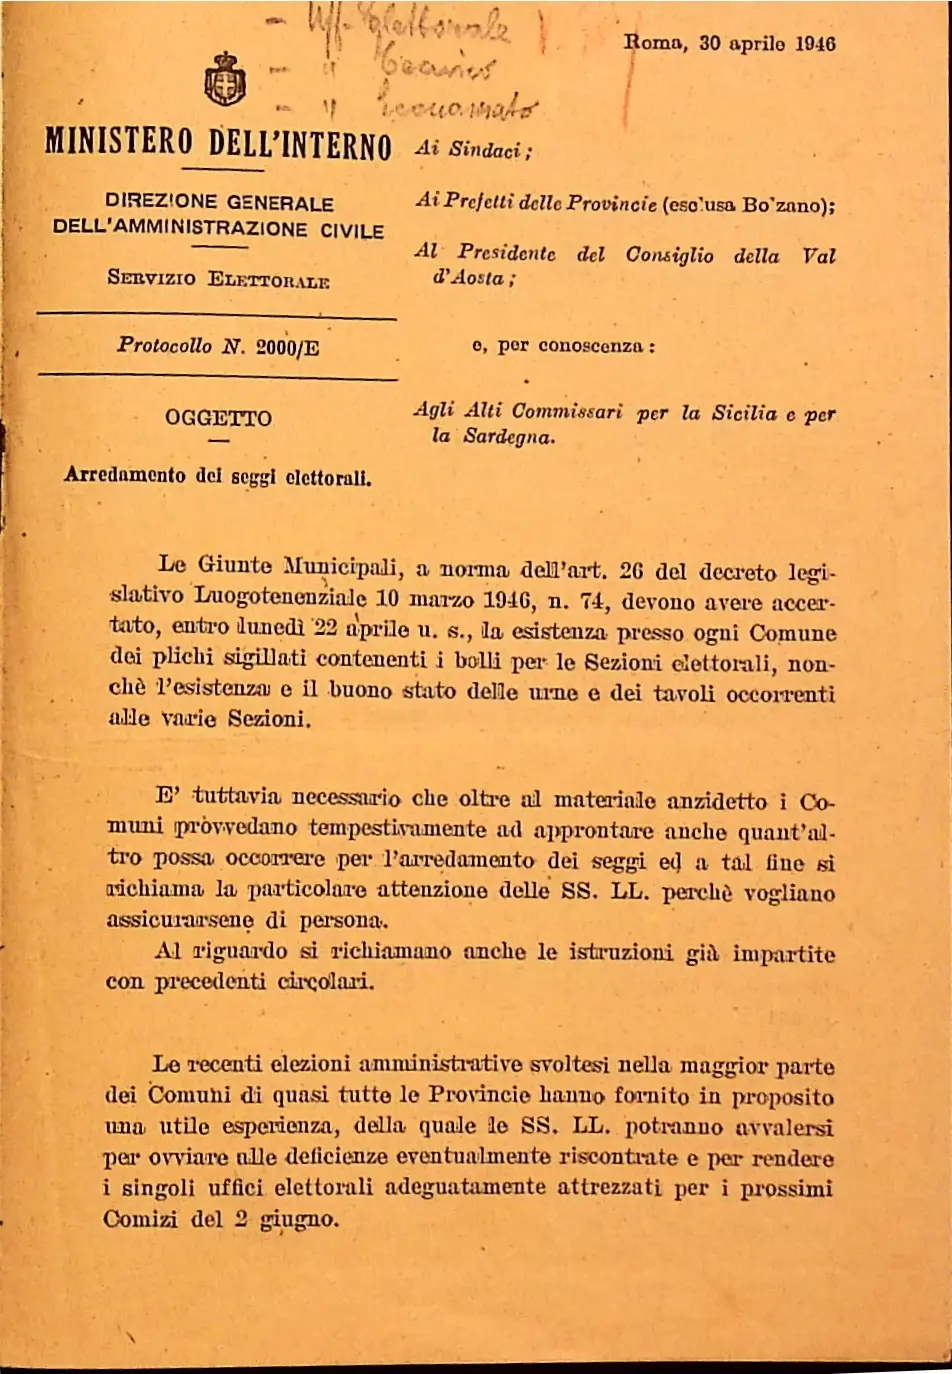 - Uff. Elettorale
- " Tecnico
- " Economato
Roma, 30 aprile 1946
MINISTERO DELL'INTERNO
DIREZIONE GENERALE
DELL'AMMINISTRAZIONE CIVILE
SERVIZIO ELETTORALE
Protocollo N. 2000/E
OGGETTO
Arredamento dei seggi elettorali.
Ai Sindaci;
Ai Prefetti delle Provincie (esclusa Bolzano);
Al Presidente del Consiglio della Val
d'Aosta;
e, per conoscenza:
Agli Alti Commissari per la Sicilia e per
la Sardegna.
Le Giunte Municipali, a norma dell'art. 26 del decreto legi-
slativo Luogotenenziale 10 marzo 1946, n. 74, devono avere accer-
tato, entro lunedì 22 aprile u. s., la esistenza presso ogni Comune
dei plichi sigillati contenenti i bolli per le Sezioni elettorali, non-
chè l'esistenza e il buono stato delle urne e dei tavoli occorrenti
alle varie Sezioni.
E' tuttavia necessario che oltre al materiale anzidetto i Co-
muni provvedano tempestivamente ad approntare anche quant'al-
tro possa occorrere per l'arredamento dei seggi ed a tal fine si
richiama la particolare attenzione delle SS. LL. perchè vogliano
assicurarsene di persona.
Al riguardo si richiamano anche le istruzioni già impartite
con precedenti circolari.
Le recenti elezioni amministrative svoltesi nella maggior parte
dei Comuni di quasi tutte le Provincie hanno fornito in proposito
una utile esperienza, della quale le SS. LL. potranno avvalersi
per ovviare alle deficienze eventualmente riscontrate e per rendere
i singoli uffici elettorali adeguatamente attrezzati per i prossimi
Comizi del 2 giugno.